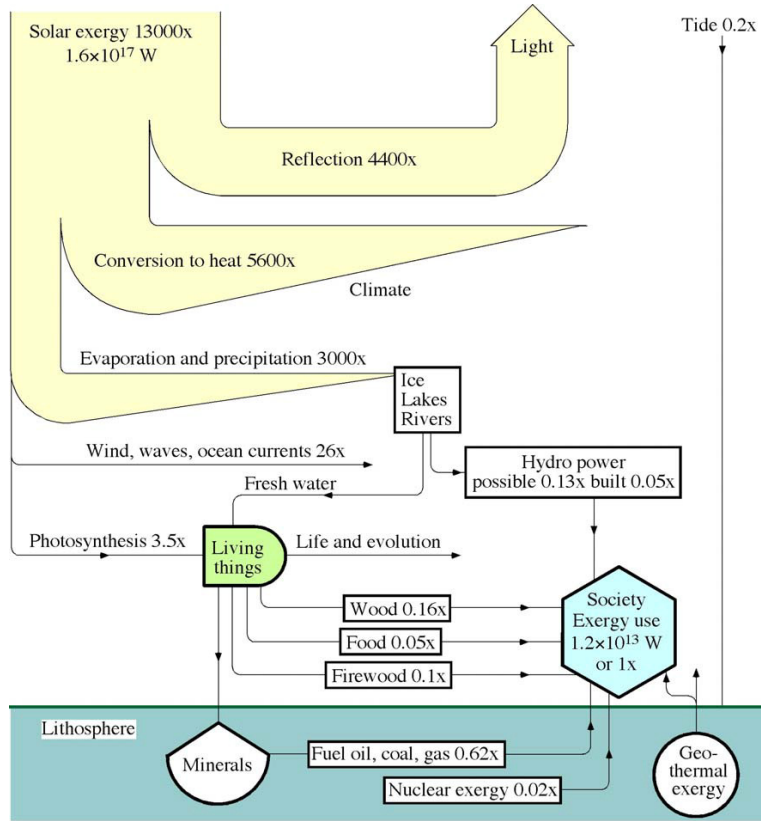 Solar exergy 13000x
1.6×10¹⁷ W
Light
Tide 0.2x
Reflection 4400x
Conversion to heat 5600x
Climate
Evaporation and precipitation 3000x
Ice
Lakes
Rivers
Wind, waves, ocean currents 26x
Hydro power
possible 0.13x built 0.05x
Fresh water
Photosynthesis 3.5x
Living
things
Life and evolution
Wood 0.16x
Food 0.05x
Firewood 0.1x
Society
Exergy use
1.2×10¹³ W
or 1x
Lithosphere
Minerals
Fuel oil, coal, gas 0.62x
Nuclear exergy 0.02x
Geo-
thermal
exergy